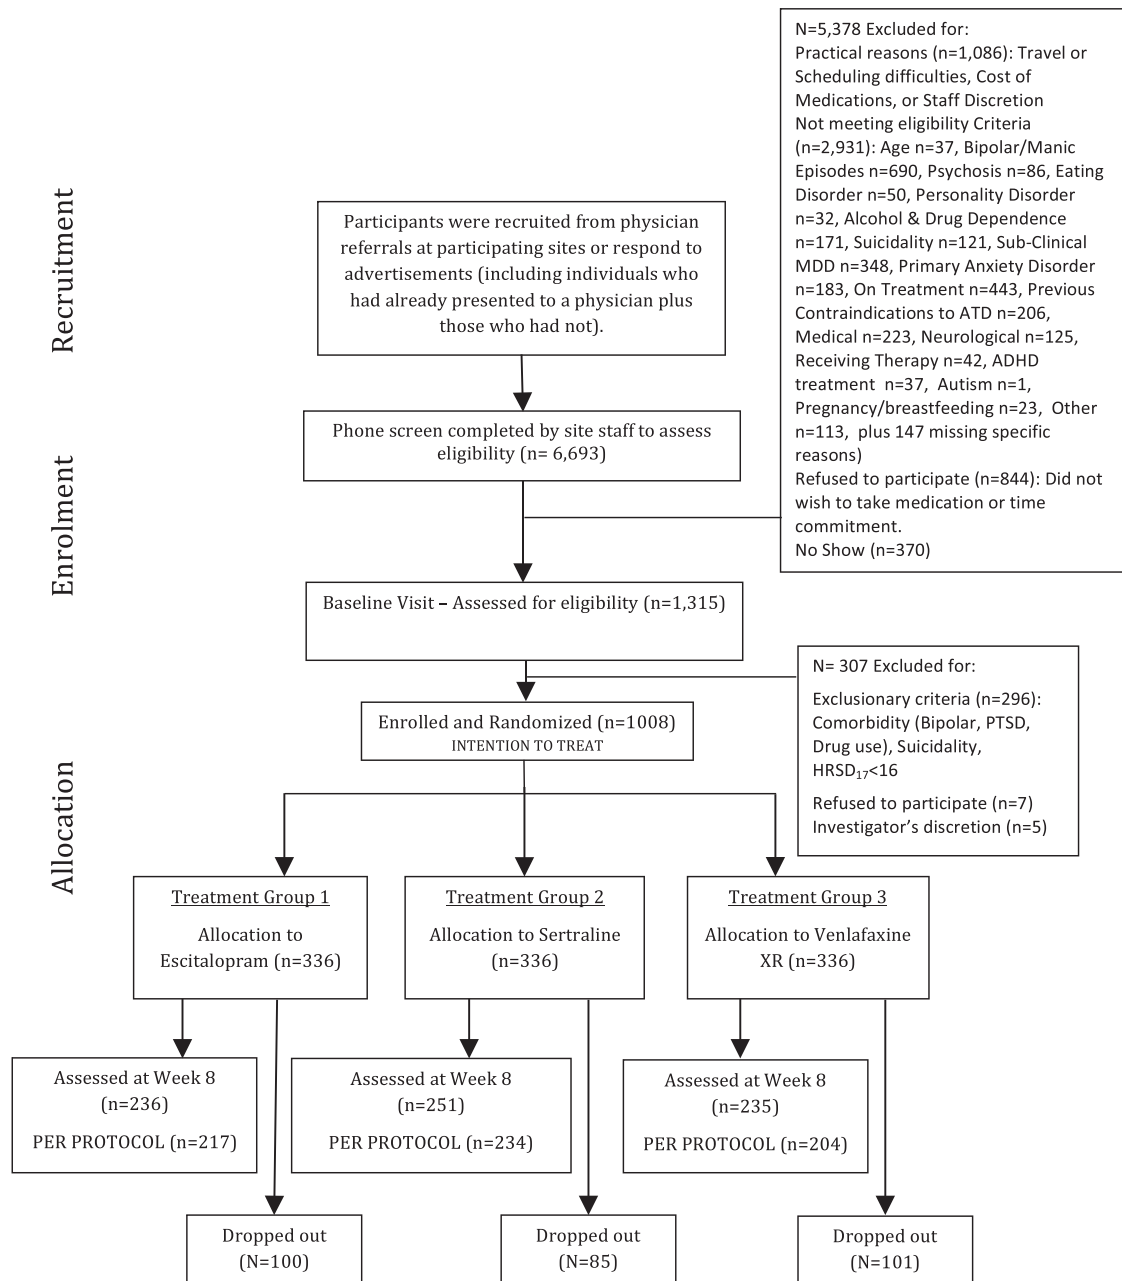 N=5,378 Excluded for:
Practical reasons (n=1,086): Travel or
Scheduling difficulties, Cost of
Medications, or Staff Discretion
Not meeting eligibility Criteria
(n=2,931): Age n=37, Bipolar/Manic
Episodes n=690, Psychosis n=86, Eating
Disorder n=50, Personality Disorder
n=32, Alcohol & Drug Dependence
n=171, Suicidality n=121, Sub-Clinical
MDD n=348, Primary Anxiety Disorder
n=183, On Treatment n=443, Previous
Contraindications to ATD n=206,
Medical n=223, Neurological n=125,
Receiving Therapy n=42, ADHD
treatment n=37, Autism n=1,
Pregnancy/breastfeeding n=23, Other
n=113, plus 147 missing specific
reasons)
Refused to participate (n=844): Did not
wish to take medication or time
commitment.
No Show (n=370)
Recruitment
Participants were recruited from physician
referrals at participating sites or respond to
advertisements (including individuals who
had already presented to a physician plus
those who had not).
Enrolment
Phone screen completed by site staff to assess
eligibility (n= 6,693)
Baseline Visit – Assessed for eligibility (n=1,315)
N= 307 Excluded for:
Exclusionary criteria (n=296):
Comorbidity (Bipolar, PTSD,
Drug use), Suicidality,
HRSD₁₇<16
Refused to participate (n=7)
Investigator's discretion (n=5)
Enrolled and Randomized (n=1008)
INTENTION TO TREAT
Allocation
Treatment Group 1
Allocation to
Escitalopram (n=336)
Treatment Group 2
Allocation to Sertraline
(n=336)
Treatment Group 3
Allocation to Venlafaxine
XR (n=336)
Assessed at Week 8
(n=236)
PER PROTOCOL (n=217)
Assessed at Week 8
(n=251)
PER PROTOCOL (n=234)
Assessed at Week 8
(n=235)
PER PROTOCOL (n=204)
Dropped out
(N=100)
Dropped out
(N=85)
Dropped out
(N=101)